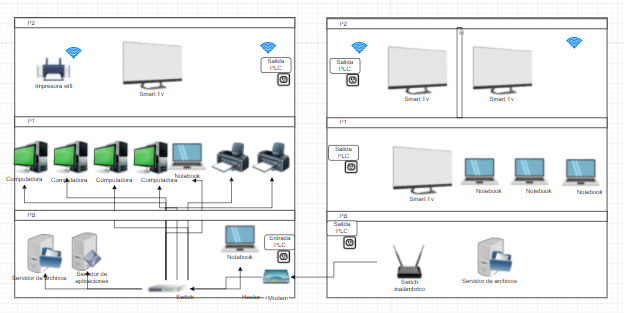 P2
Impresora wifi
Smart Tv
Salida
PLC
P1
Computadora
Computadora
Computadora
Computadora
Notebook
PB
Servidor de archivos
Servidor de
aplicaciones
Switch
Notebook
Entrada
PLC
Router +Modem
P2
Salida
PLC
Smart Tv
Smart Tv
P1
Salida
PLC
Smart Tv
Notebook
Notebook
Notebook
PB
Salida
PLC
Switch
inalámbrico
Servidor de archivos